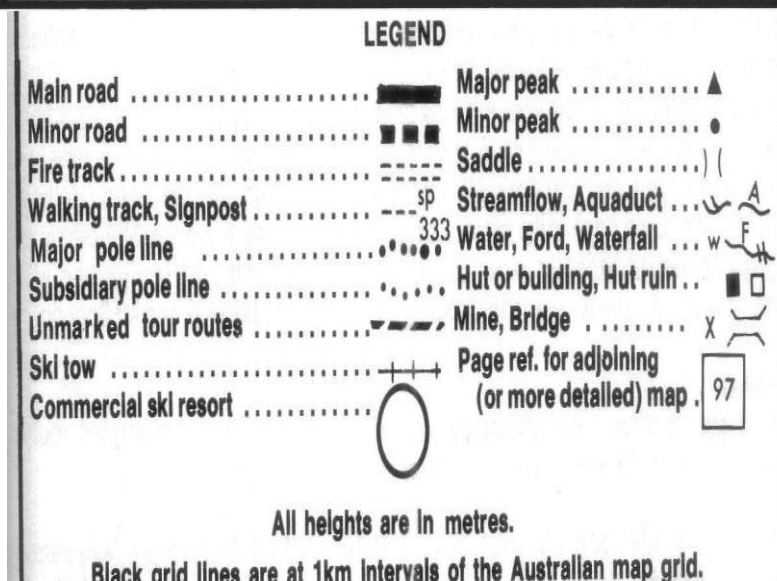 LEGEND
Main road
Minor road
Fire track
Walking track, Signpost sp
Major pole line 333
Subsidiary pole line
Unmarked tour routes
Ski tow
Commercial ski resort
Major peak
Minor peak
Saddle
Streamflow, Aquaduct A
Water, Ford, Waterfall W F
Hut or building, Hut ruin
Mine, Bridge X
Page ref. for adjoining
(or more detailed) map 97
All heights are in metres.
Black grid lines are at 1km intervals of the Australian map grid.